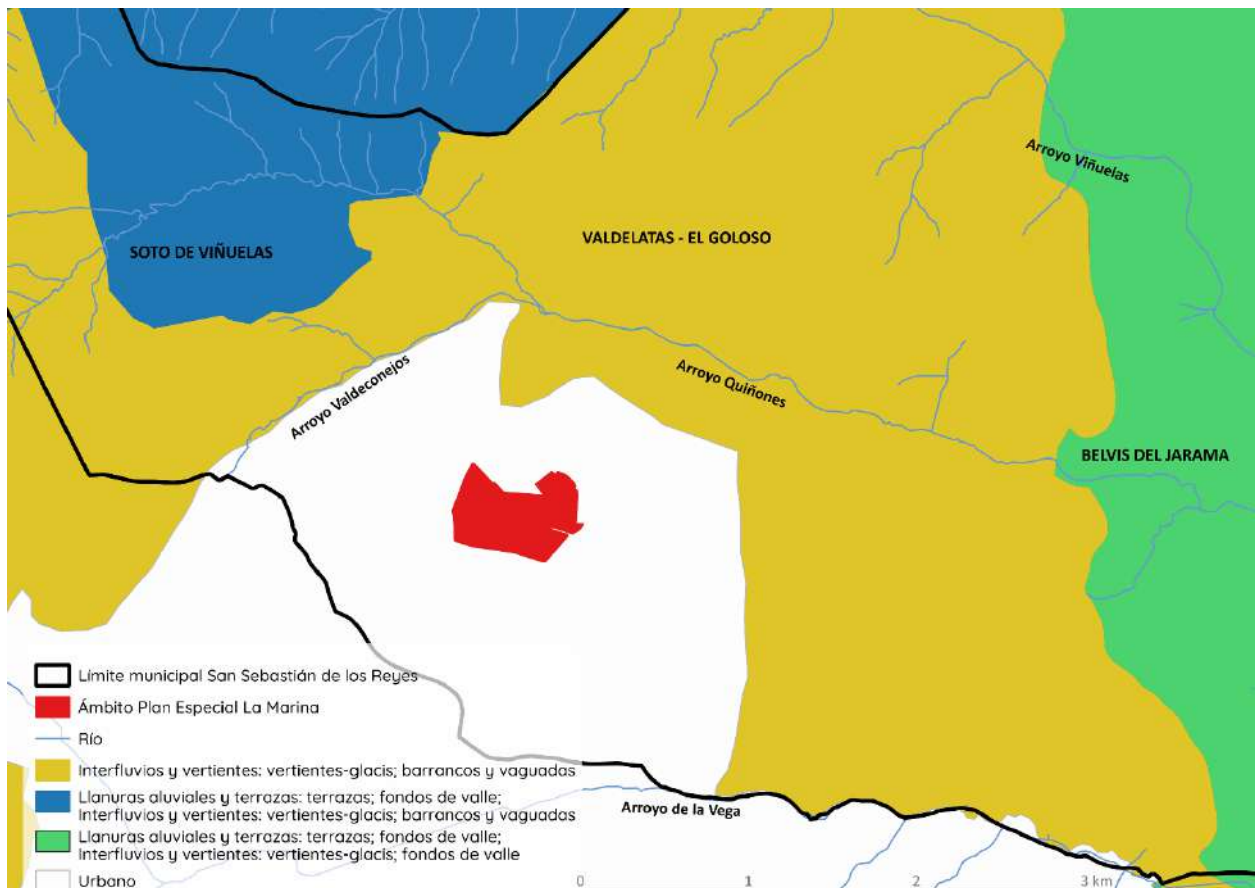 Arroyo Viñuelas
SOTO DE VIÑUELAS
VALDELATAS - EL GOLOSO
Arroyo Valdeconejos
Arroyo Quiñones
BELVIS DEL JARAMA
Límite municipal San Sebastián de los Reyes
Ámbito Plan Especial La Marina
Río
Interfluvios y vertientes: vertientes-glacis; barrancos y vaguadas
Llanuras aluviales y terrazas: terrazas; fondos de valle;
Interfluvios y vertientes: vertientes-glacis; barrancos y vaguadas
Llanuras aluviales y terrazas: terrazas; fondos de valle;
Interfluvios y vertientes: vertientes-glacis; fondos de valle
Urbano
Arroyo de la Vega
0 1 2 3 km